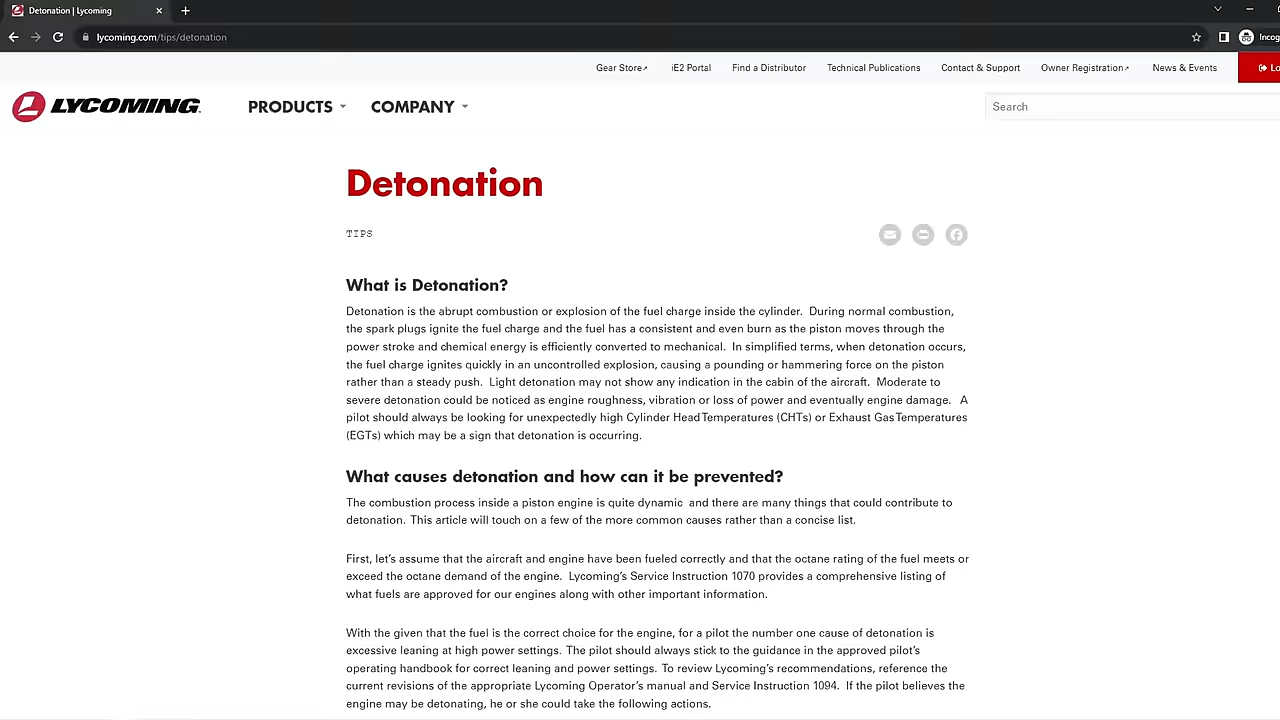 Detonation | Lycoming
lycoming.com/tips/detonation
Incog
Gear Store iE2 Portal Find a Distributor Technical Publications Contact & Support Owner Registration News & Events Lo
LYCOMING PRODUCTS COMPANY Search
Detonation
TIPS
What is Detonation?
Detonation is the abrupt combustion or explosion of the fuel charge inside the cylinder. During normal combustion,
the spark plugs ignite the fuel charge and the fuel has a consistent and even burn as the piston moves through the
power stroke and chemical energy is efficiently converted to mechanical. In simplified terms, when detonation occurs,
the fuel charge ignites quickly in an uncontrolled explosion, causing a pounding or hammering force on the piston
rather than a steady push. Light detonation may not show any indication in the cabin of the aircraft. Moderate to
severe detonation could be noticed as engine roughness, vibration or loss of power and eventually engine damage. A
pilot should always be looking for unexpectedly high Cylinder Head Temperatures (CHTs) or Exhaust Gas Temperatures
(EGTs) which may be a sign that detonation is occurring.
What causes detonation and how can it be prevented?
The combustion process inside a piston engine is quite dynamic and there are many things that could contribute to
detonation. This article will touch on a few of the more common causes rather than a concise list.
First, let's assume that the aircraft and engine have been fueled correctly and that the octane rating of the fuel meets or
exceed the octane demand of the engine. Lycoming's Service Instruction 1070 provides a comprehensive listing of
what fuels are approved for our engines along with other important information.
With the given that the fuel is the correct choice for the engine, for a pilot the number one cause of detonation is
excessive leaning at high power settings. The pilot should always stick to the guidance in the approved pilot's
operating handbook for correct leaning and power settings. To review Lycoming's recommendations, reference the
current revisions of the appropriate Lycoming Operator's manual and Service Instruction 1094. If the pilot believes the
engine may be detonating, he or she could take the following actions.